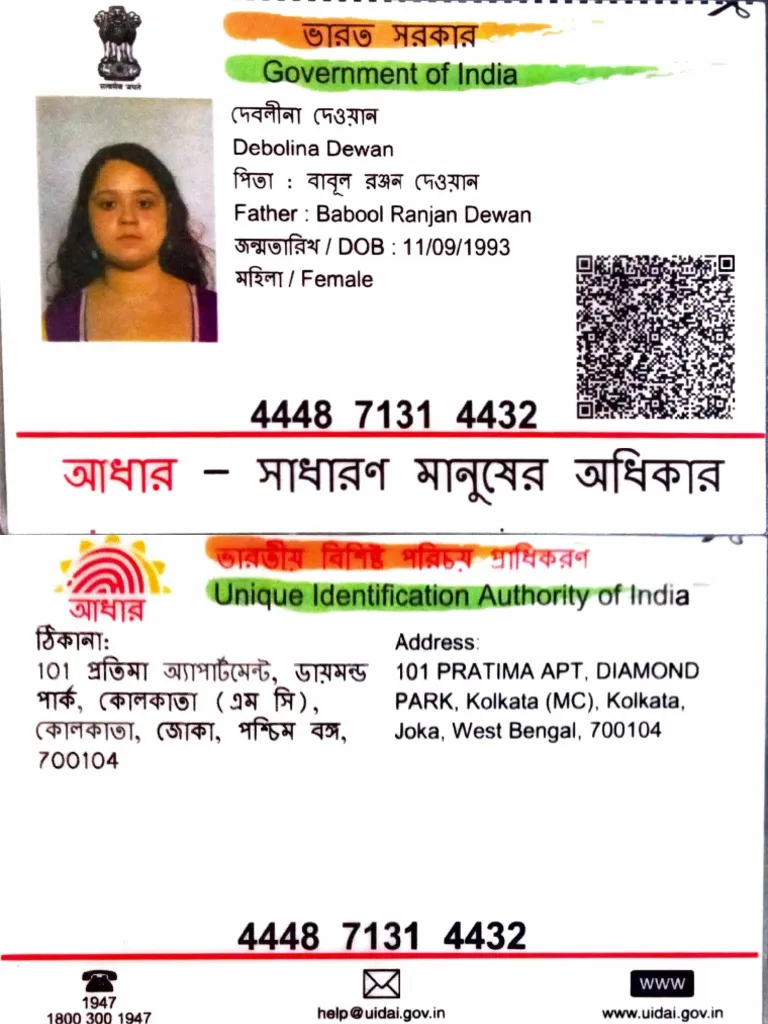 ভারত সরকার
Government of India
सत्यमेव जयते
দেবলীনা দেওয়ান
Debolina Dewan
পিতা : বাবুল রঞ্জন দেওয়ান
Father : Babool Ranjan Dewan
জন্মতারিখ / DOB : 11/09/1993
মহিলা / Female
4448 7131 4432
আধার – সাধারণ মানুষের অধিকার
ভারতীয় বিশিষ্ট পরিচয় প্রাধিকরণ
Unique Identification Authority of India
আধার
ঠিকানা:
101 প্রতিমা অ্যাপার্টমেন্ট, ডায়মন্ড
পার্ক, কোলকাতা (এম সি),
কোলকাতা, জোকা, পশ্চিম বঙ্গ,
700104
Address:
101 PRATIMA APT, DIAMOND
PARK, Kolkata (MC), Kolkata,
Joka, West Bengal, 700104
4448 7131 4432
1947
1800 300 1947
help@uidai.gov.in
WWW
www.uidai.gov.in